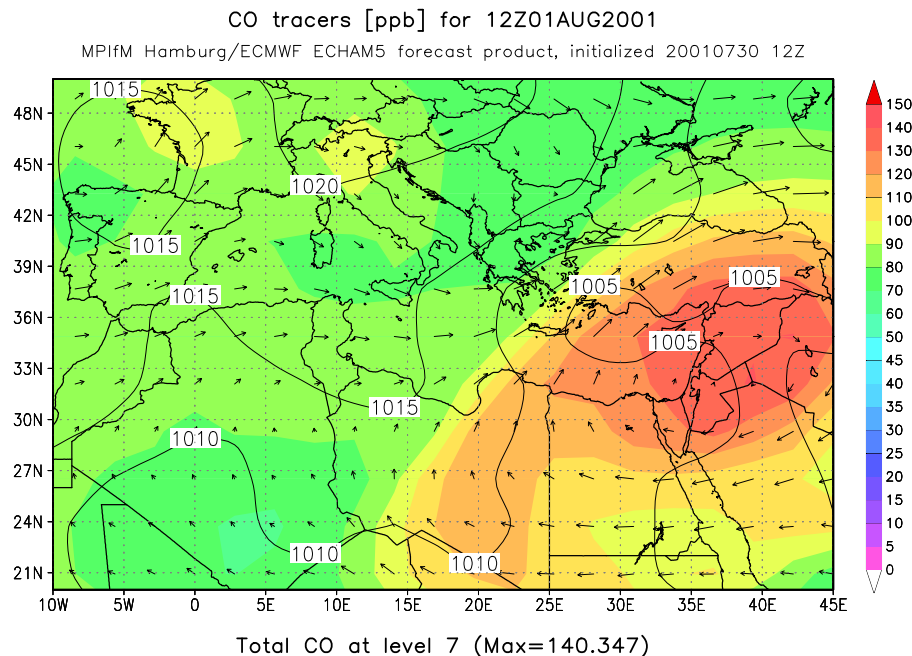 CO tracers [ppb] for 12Z01AUG2001
MPIfM Hamburg/ECMWF ECHAM5 forecast product, initialized 20010730 12Z
48N
45N
42N
39N
36N
33N
30N
27N
24N
21N
1015
1020
1015
1015
1005
1005
1005
1015
1010
1010
1010
10W 5W 0 5E 10E 15E 20E 25E 30E 35E 40E 45E
150
140
130
120
110
100
90
80
70
60
50
45
40
35
30
25
20
15
10
5
0
Total CO at level 7 (Max=140.347)